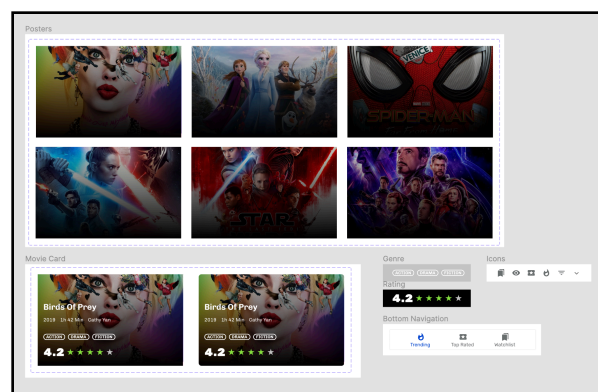 Posters
VENICE
SPIDER-MAN
STAR
Movie Card
Birds Of Prey
2019 · 1h 42 Min · Cathy Yan
ACTION DRAMA FICTION
4.2
Birds Of Prey
2019 · 1h 42 Min · Cathy Yan
ACTION DRAMA FICTION
4.2
Genre
ACTION DRAMA FICTION
Rating
4.2
Icons
Bottom Navigation
Trending Top Rated Watchlist